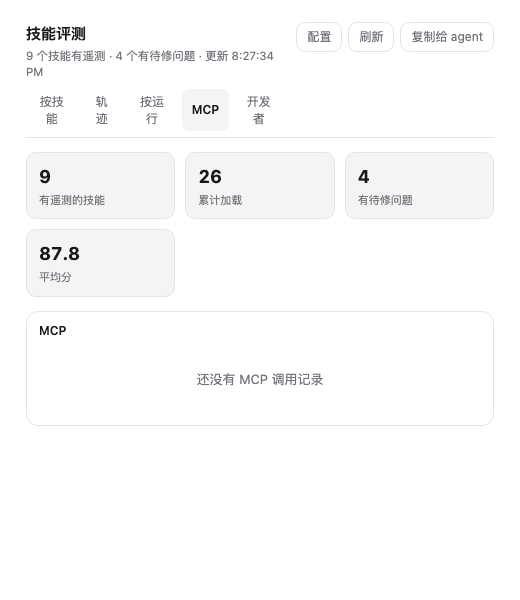 技能评测
9 个技能有遥测 · 4 个有待修问题 · 更新 8:27:34
PM
配置
刷新
复制给 agent
按技
能
轨
迹
按运
行
MCP
开发
者
9
有遥测的技能
26
累计加载
4
有待修问题
87.8
平均分
MCP
还没有 MCP 调用记录